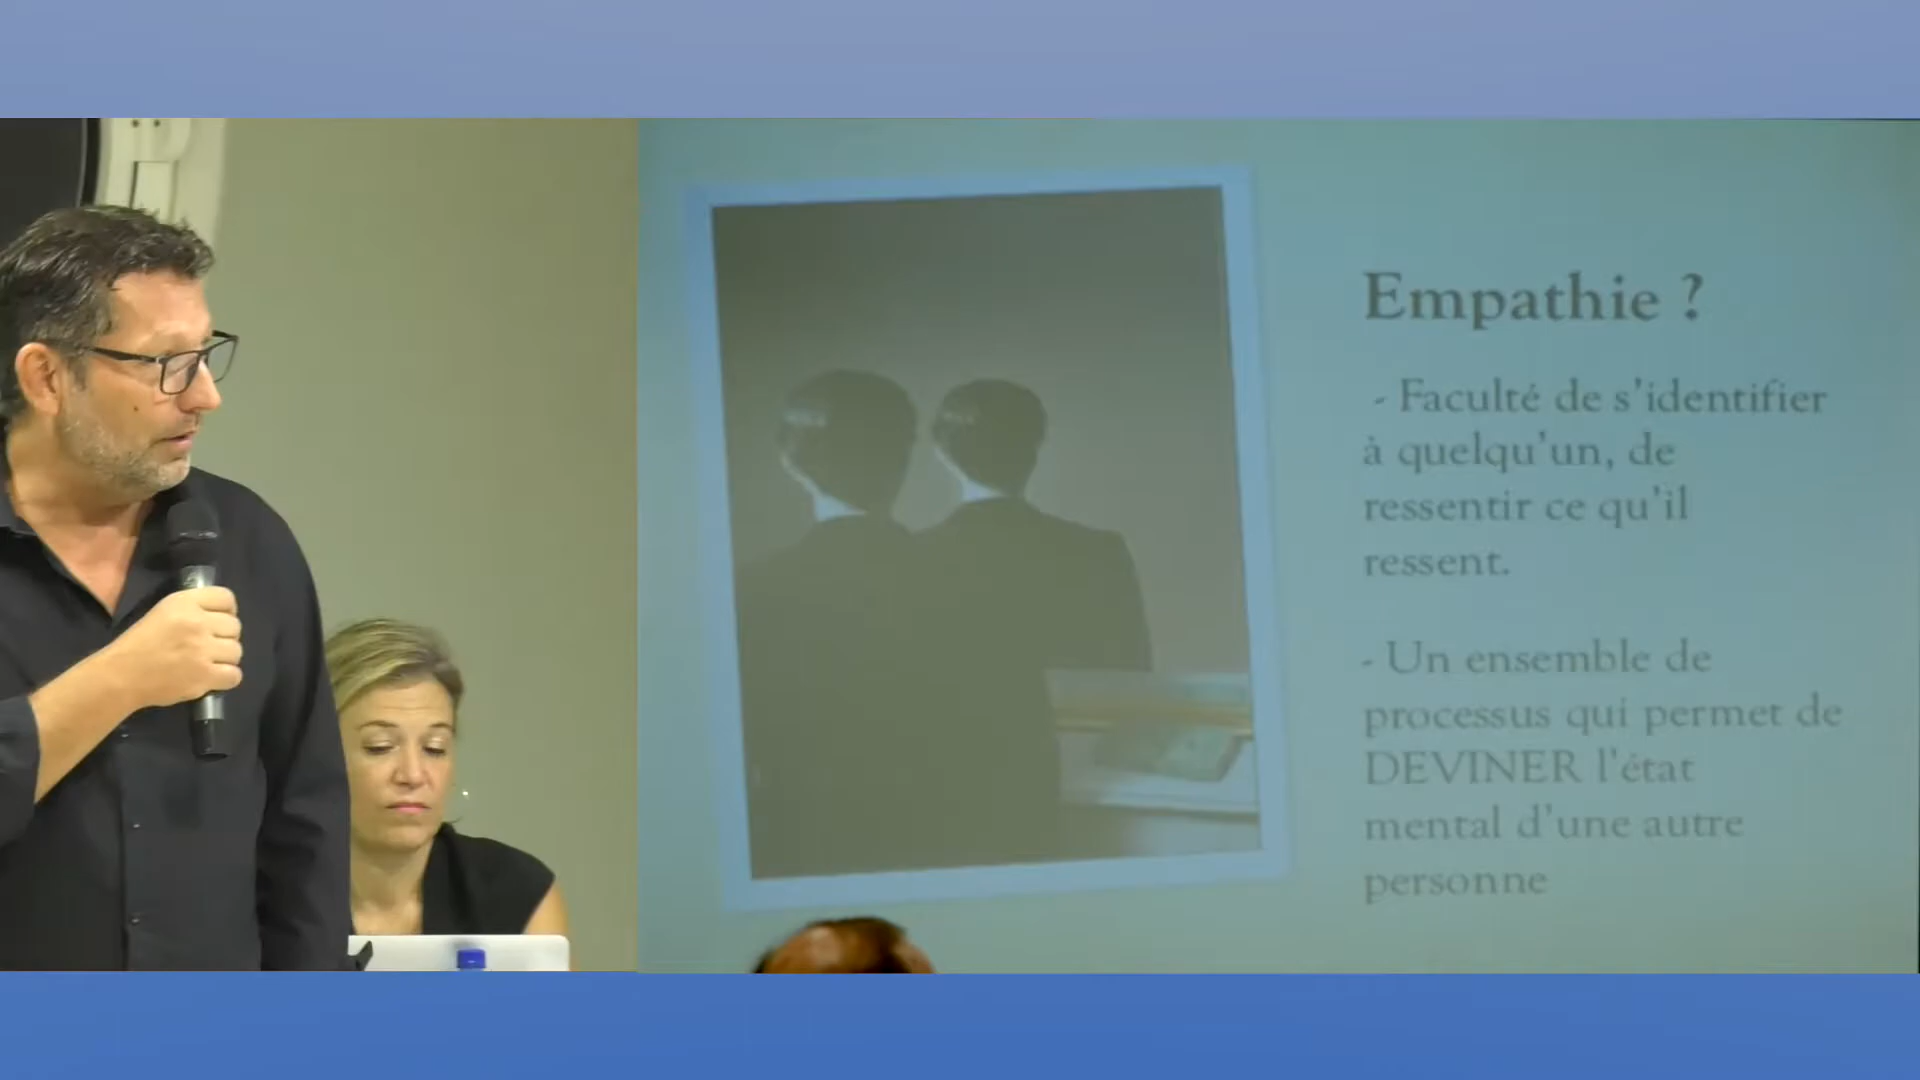 Empathie ?
- Faculté de s'identifier
à quelqu'un, de
ressentir ce qu'il
ressent.
- Un ensemble de
processus qui permet de
DEVINER l'état
mental d'une autre
personne